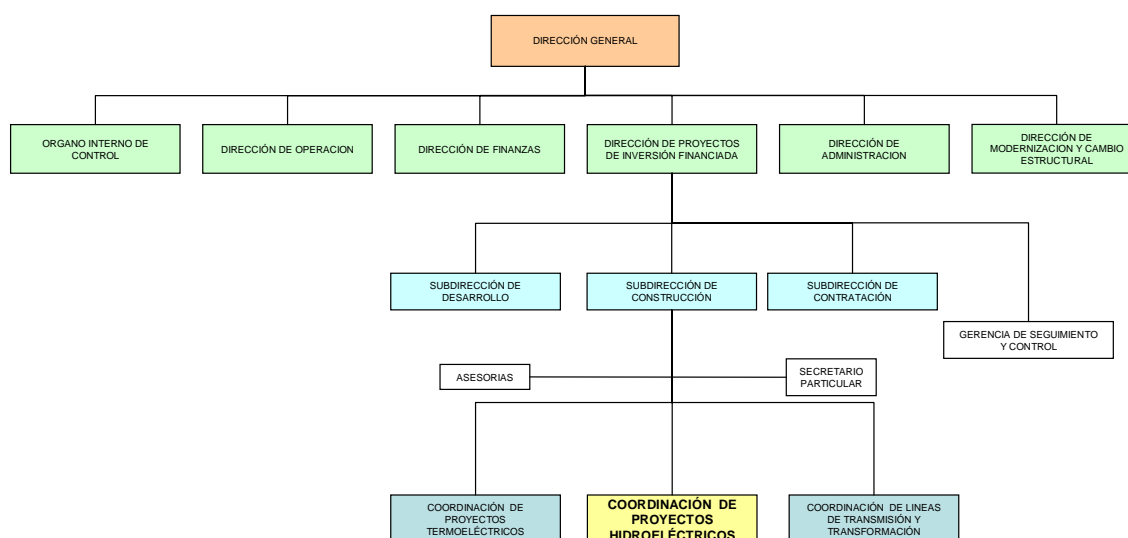 DIRECCIÓN GENERAL
ORGANO INTERNO DE
CONTROL
DIRECCIÓN DE OPERACION
DIRECCIÓN DE FINANZAS
DIRECCIÓN DE PROYECTOS
DE INVERSIÓN FINANCIADA
DIRECCIÓN DE
ADMINISTRACION
DIRECCIÓN DE
MODERNIZACION Y CAMBIO
ESTRUCTURAL
SUBDIRECCIÓN DE
DESARROLLO
SUBDIRECCIÓN DE
CONSTRUCCIÓN
SUBDIRECCIÓN DE
CONTRATACIÓN
GERENCIA DE SEGUIMIENTO
Y CONTROL
ASESORIAS
SECRETARIO
PARTICULAR
COORDINACIÓN DE
PROYECTOS
TERMOELÉCTRICOS
COORDINACIÓN DE
PROYECTOS
HIDROELÉCTRICOS
COORDINACIÓN DE LINEAS
DE TRANSMISIÓN Y
TRANSFORMACIÓN